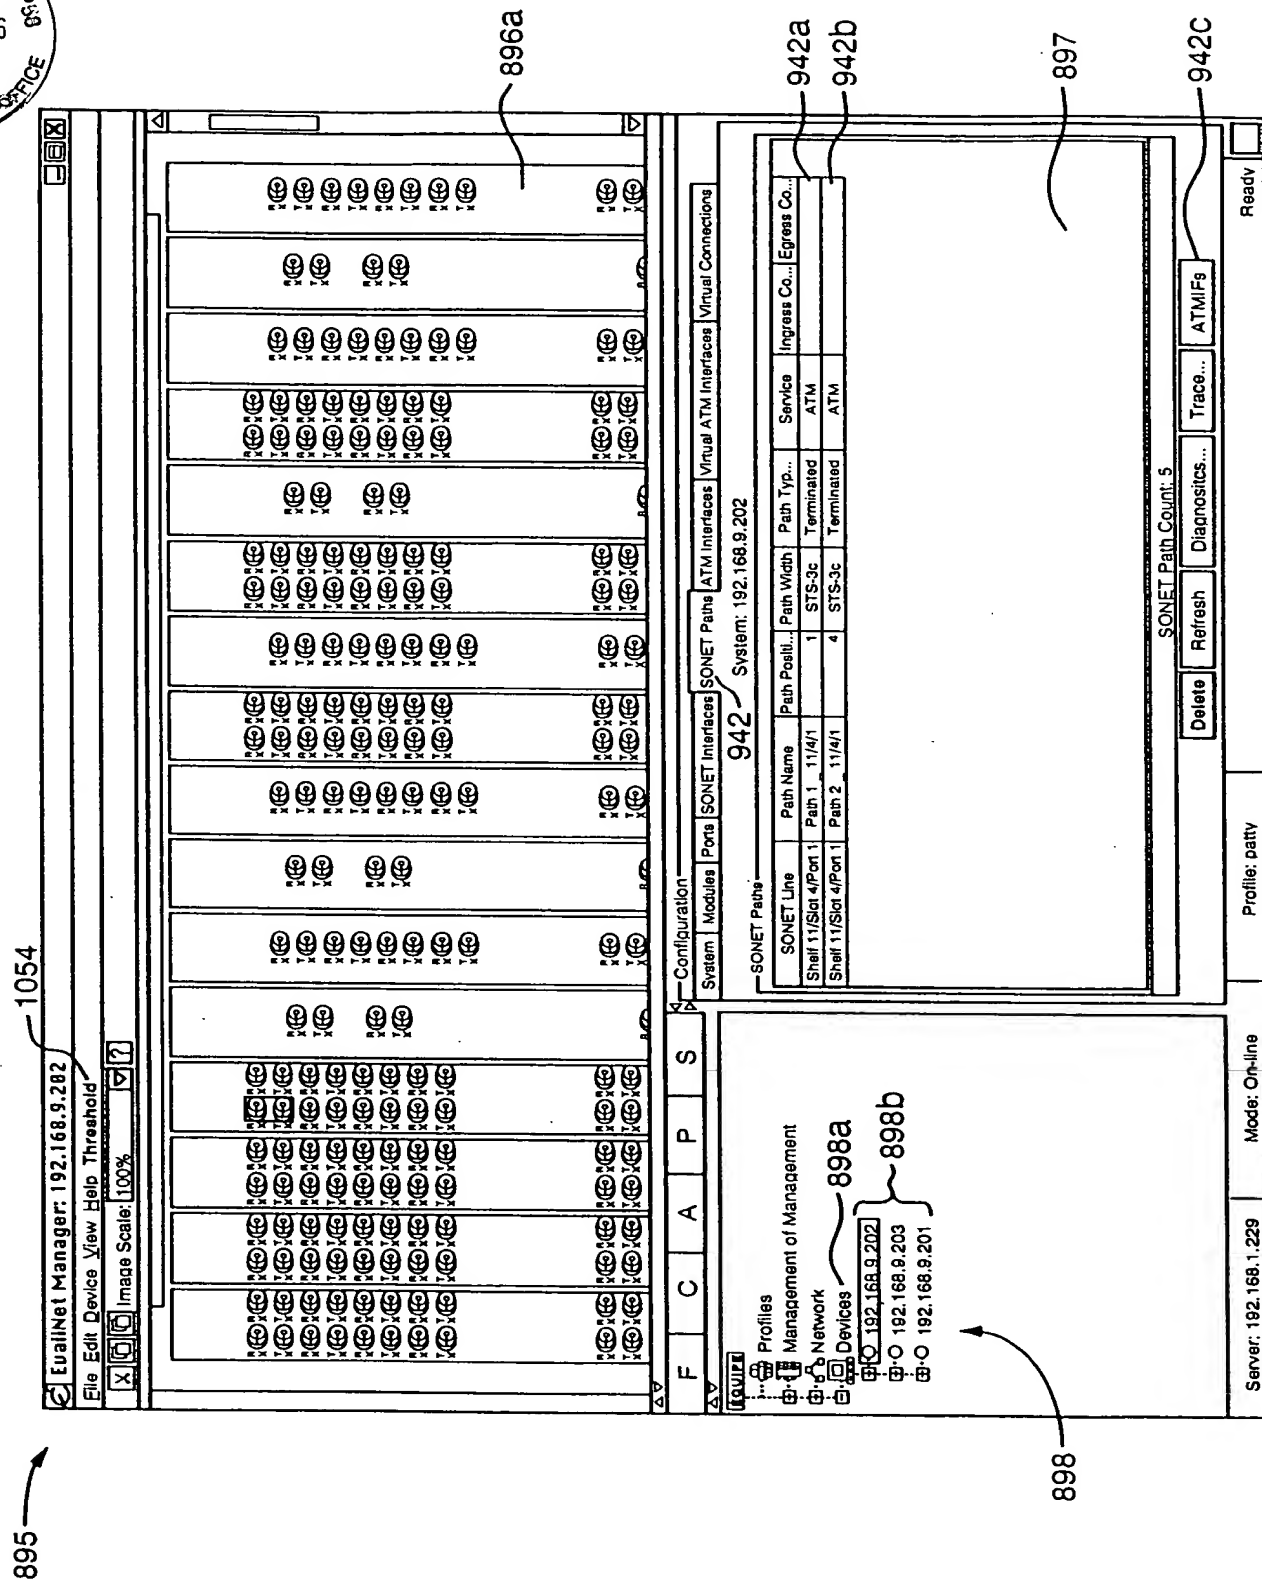 895
1054
EualiNet Manager: 192.168.9.202
File Edit Device View Help Threshold
Image Scale: 100%
?
896a
F C A P S
EQUIPE
Profiles
Management of Management
Network
Devices
192.168.9.202
192.168.9.203
192.168.9.201
898a
898b
898
Configuration
System Modules Ports SONET Interfaces SONET Paths ATM Interfaces Virtual ATM Interfaces Virtual Connections
942
System: 192.168.9.202
SONET Paths
SONET Line Path Name Path Positi... Path Width Path Typ... Service Ingress Co... Egress Co...
Shelf 11/Slot 4/Port 1 Path 1 11/4/1 1 STS-3c Terminated ATM
Shelf 11/Slot 4/Port 1 Path 2 11/4/1 4 STS-3c Terminated ATM
942a
942b
897
SONET Path Count: 5
Delete Refresh Diagnositcs... Trace... ATMIFs
942C
Server: 192.168.1.229 Mode: On-line Profile: patty Ready
OFFICE